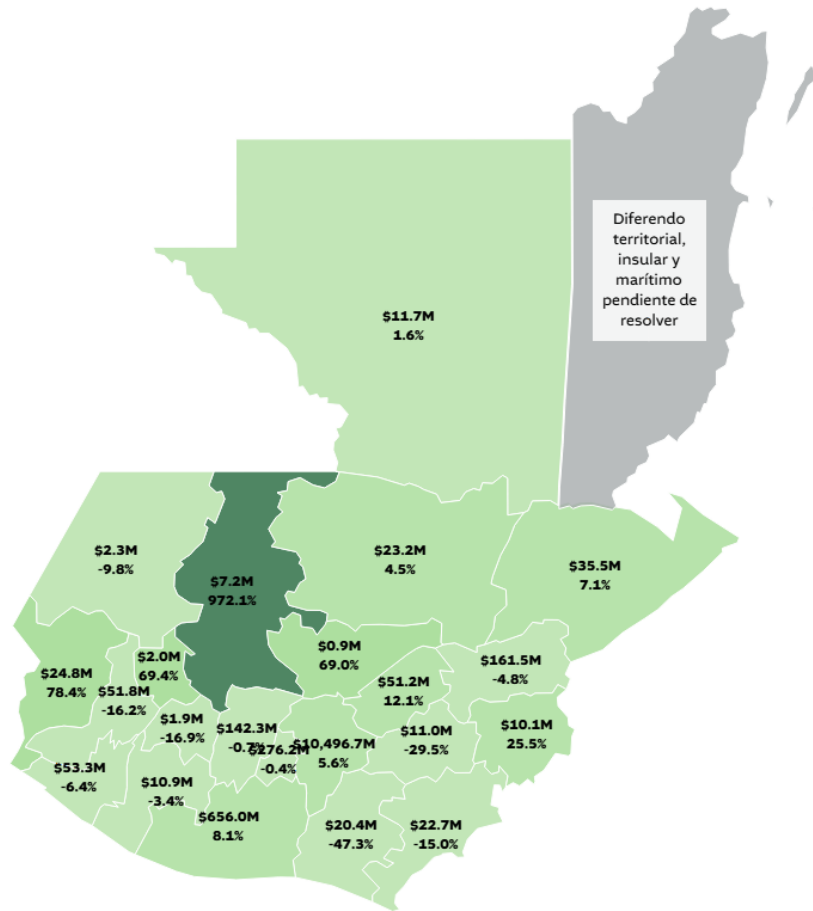 Diferendo
territorial,
insular y
marítimo
pendiente de
resolver
$11.7M
1.6%
$2.3M
-9.8%
$7.2M
972.1%
$23.2M
4.5%
$35.5M
7.1%
$24.8M
78.4%
$2.0M
69.4%
$51.8M
-16.2%
$0.9M
69.0%
$51.2M
12.1%
$161.5M
-4.8%
$1.9M
-16.9%
$142.3M
-0.7%
$276.2M
-0.4%
$10,496.7M
5.6%
$11.0M
-29.5%
$10.1M
25.5%
$53.3M
-6.4%
$10.9M
-3.4%
$656.0M
8.1%
$20.4M
-47.3%
$22.7M
-15.0%